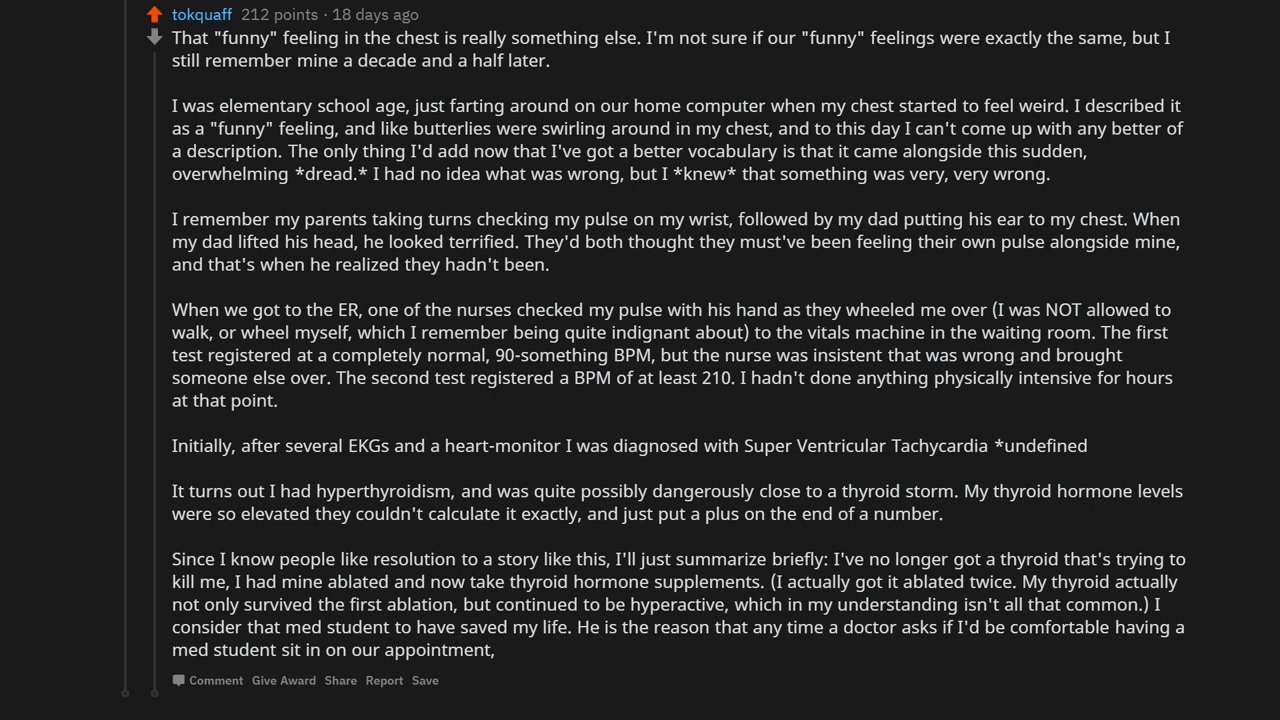 tokquaff 212 points · 18 days ago
That "funny" feeling in the chest is really something else. I'm not sure if our "funny" feelings were exactly the same, but I
still remember mine a decade and a half later.
I was elementary school age, just farting around on our home computer when my chest started to feel weird. I described it
as a "funny" feeling, and like butterlies were swirling around in my chest, and to this day I can't come up with any better of
a description. The only thing I'd add now that I've got a better vocabulary is that it came alongside this sudden,
overwhelming *dread.* I had no idea what was wrong, but I *knew* that something was very, very wrong.
I remember my parents taking turns checking my pulse on my wrist, followed by my dad putting his ear to my chest. When
my dad lifted his head, he looked terrified. They'd both thought they must've been feeling their own pulse alongside mine,
and that's when he realized they hadn't been.
When we got to the ER, one of the nurses checked my pulse with his hand as they wheeled me over (I was NOT allowed to
walk, or wheel myself, which I remember being quite indignant about) to the vitals machine in the waiting room. The first
test registered at a completely normal, 90-something BPM, but the nurse was insistent that was wrong and brought
someone else over. The second test registered a BPM of at least 210. I hadn't done anything physically intensive for hours
at that point.
Initially, after several EKGs and a heart-monitor I was diagnosed with Super Ventricular Tachycardia *undefined
It turns out I had hyperthyroidism, and was quite possibly dangerously close to a thyroid storm. My thyroid hormone levels
were so elevated they couldn't calculate it exactly, and just put a plus on the end of a number.
Since I know people like resolution to a story like this, I'll just summarize briefly: I've no longer got a thyroid that's trying to
kill me, I had mine ablated and now take thyroid hormone supplements. (I actually got it ablated twice. My thyroid actually
not only survived the first ablation, but continued to be hyperactive, which in my understanding isn't all that common.) I
consider that med student to have saved my life. He is the reason that any time a doctor asks if I'd be comfortable having a
med student sit in on our appointment,
Comment Give Award Share Report Save